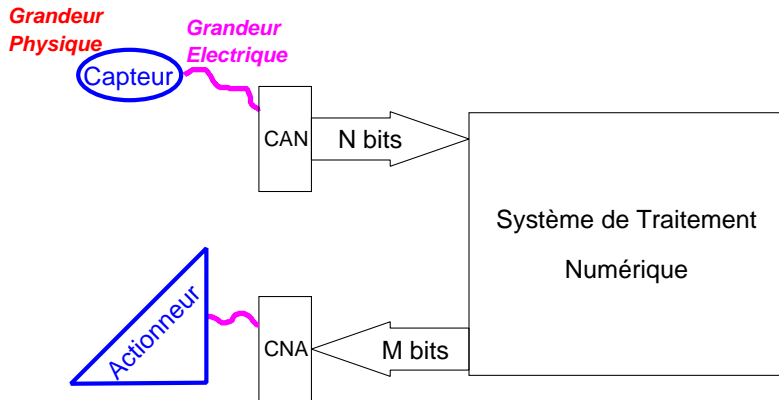 Grandeur
Physique
Grandeur
Electrique
Capteur
CAN
N bits
Système de Traitement
Numérique
Actionneur
CNA
M bits